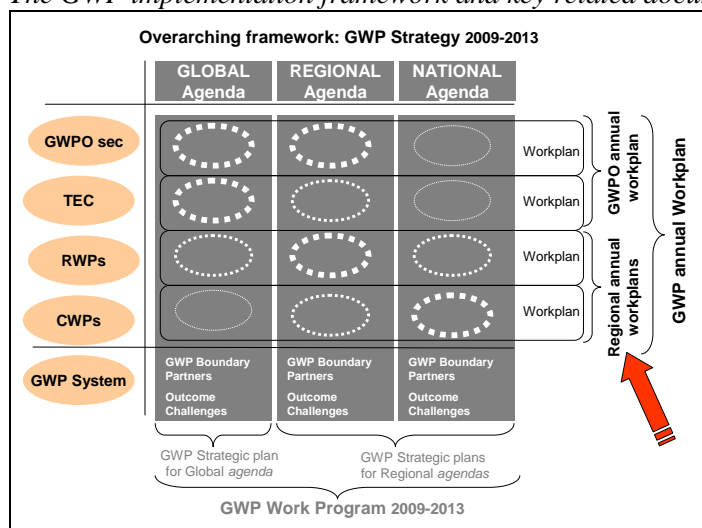 The GWP implementation framework and key related docu
Overarching framework: GWP Strategy 2009-2013
GLOBAL Agenda
REGIONAL Agenda
NATIONAL Agenda
GWPO sec
Workplan
TEC
Workplan
RWPs
Workplan
CWPs
Workplan
GWPO annual workplan
Regional annual workplans
GWP annual Workplan
GWP System
GWP Boundary Partners
Outcome Challenges
GWP Boundary Partners
Outcome Challenges
GWP Boundary Partners
Outcome Challenges
GWP Strategic plan
for Global agenda
GWP Strategic plans
for Regional agendas
GWP Work Program 2009-2013